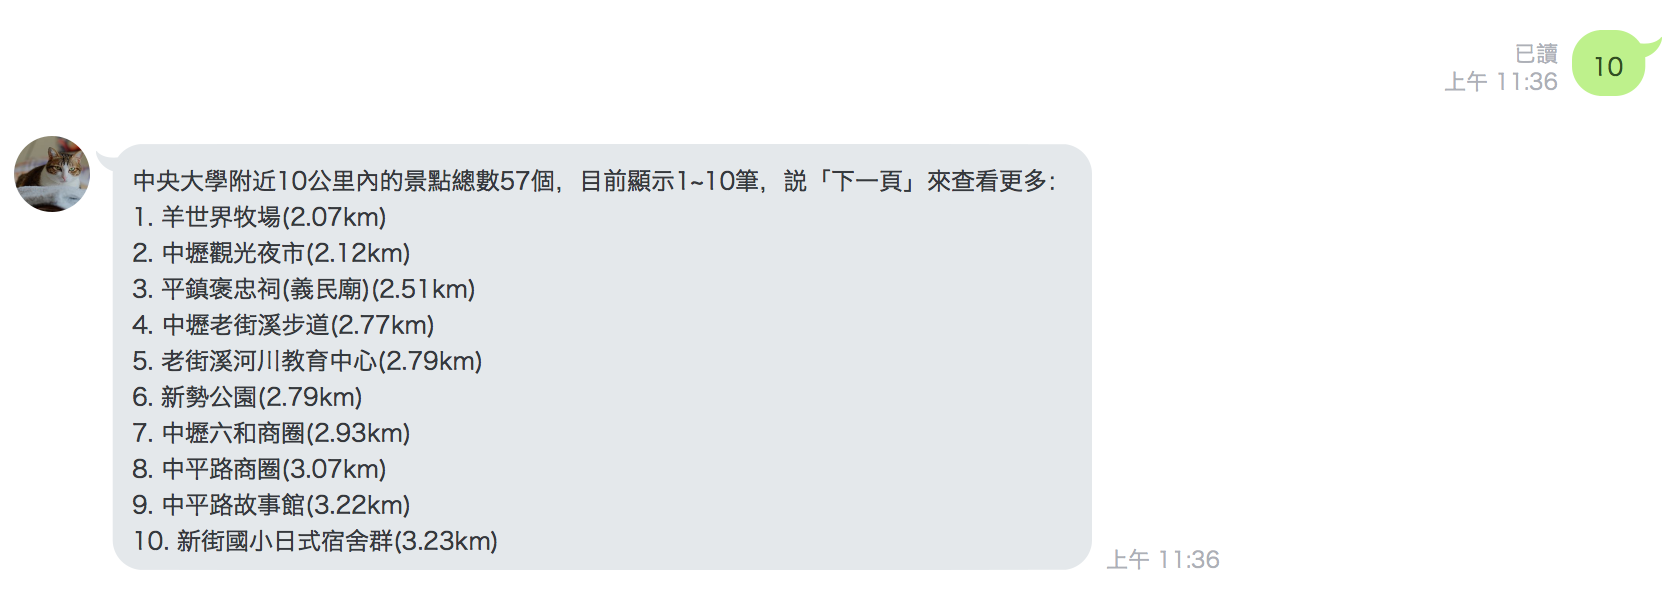 已讀
上午 11:36
10
中央大學附近10公里內的景點總數57個，目前顯示1~10筆，説「下一頁」來查看更多：
1. 羊世界牧場(2.07km)
2. 中壢觀光夜市(2.12km)
3. 平鎮褒忠祠(義民廟)(2.51km)
4. 中壢老街溪步道(2.77km)
5. 老街溪河川教育中心(2.79km)
6. 新勢公園(2.79km)
7. 中壢六和商圈(2.93km)
8. 中平路商圈(3.07km)
9. 中平路故事館(3.22km)
10. 新街國小日式宿舍群(3.23km)
上午 11:36